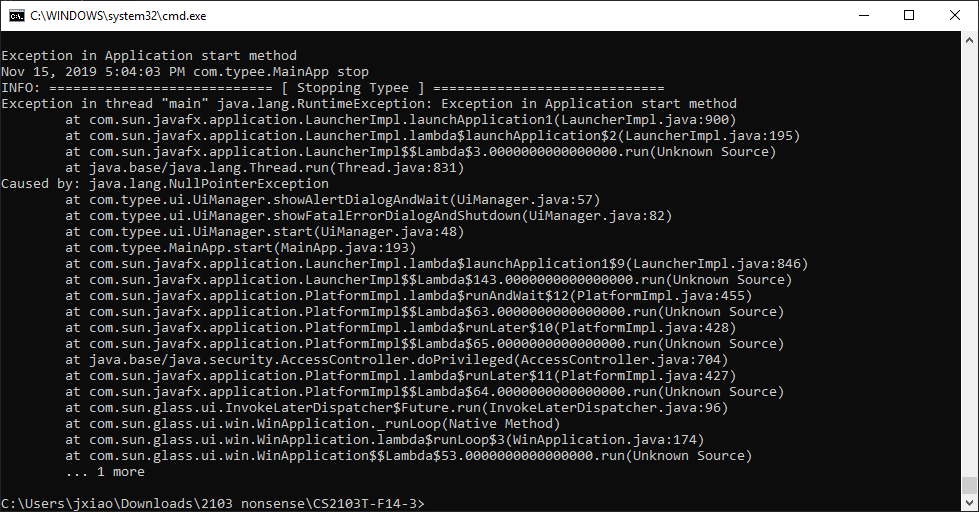 C:\WINDOWS\system32\cmd.exe
Exception in Application start method
Nov 15, 2019 5:04:03 PM com.typee.MainApp stop
INFO: ============================ [ Stopping Typee ] ============================
Exception in thread "main" java.lang.RuntimeException: Exception in Application start method
at com.sun.javafx.application.LauncherImpl.launchApplication1(LauncherImpl.java:900)
at com.sun.javafx.application.LauncherImpl.lambda$launchApplication$2(LauncherImpl.java:195)
at com.sun.javafx.application.LauncherImpl$$Lambda$3.0000000000000000.run(Unknown Source)
at java.base/java.lang.Thread.run(Thread.java:831)
Caused by: java.lang.NullPointerException
at com.typee.ui.UiManager.showAlertDialogAndWait(UiManager.java:57)
at com.typee.ui.UiManager.showFatalErrorDialogAndShutdown(UiManager.java:82)
at com.typee.ui.UiManager.start(UiManager.java:48)
at com.typee.MainApp.start(MainApp.java:193)
at com.sun.javafx.application.LauncherImpl.lambda$launchApplication1$9(LauncherImpl.java:846)
at com.sun.javafx.application.LauncherImpl$$Lambda$143.0000000000000000.run(Unknown Source)
at com.sun.javafx.application.PlatformImpl.lambda$runAndWait$12(PlatformImpl.java:455)
at com.sun.javafx.application.PlatformImpl$$Lambda$63.0000000000000000.run(Unknown Source)
at com.sun.javafx.application.PlatformImpl.lambda$runLater$10(PlatformImpl.java:428)
at com.sun.javafx.application.PlatformImpl$$Lambda$65.0000000000000000.run(Unknown Source)
at java.base/java.security.AccessController.doPrivileged(AccessController.java:704)
at com.sun.javafx.application.PlatformImpl.lambda$runLater$11(PlatformImpl.java:427)
at com.sun.javafx.application.PlatformImpl$$Lambda$64.0000000000000000.run(Unknown Source)
at com.sun.glass.ui.InvokeLaterDispatcher$Future.run(InvokeLaterDispatcher.java:96)
at com.sun.glass.ui.win.WinApplication._runLoop(Native Method)
at com.sun.glass.ui.win.WinApplication.lambda$runLoop$3(WinApplication.java:174)
at com.sun.glass.ui.win.WinApplication$$Lambda$53.0000000000000000.run(Unknown Source)
... 1 more
C:\Users\jxiao\Downloads\2103 nonsense\CS2103T-F14-3>